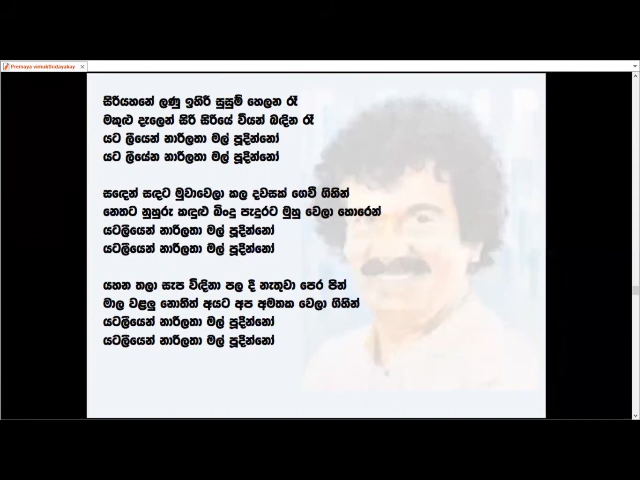 Premaya wimukthidayakay
සිරියහනේ ලණු ඉහිරි සුසුම් හෙලන රෑ
මකුළු දැලෙන් සිරි සිරියේ වියන් බඳින රෑ
යට ලීයෙන් නාරිලතා මල් පූදින්නෝ
යට ලීයේන නාරිලතා මල් පූදින්නෝ
සඳෙන් සඳට මුවාවෙලා කල දවසක් ගෙවී ගිහින්
නෙතට නුහුරු කඳුළු බිංදු පැදුරට මුහු වෙලා හොරෙන්
යටලීයෙන් නාරිලතා මල් පූදින්නෝ
යටලීයෙන් නාරිලතා මල් පූදින්නෝ
යහන තලා සැප විඳිනා පල දී නැතුවා පෙර පින්
මාල වළලු නොතිත් අයට අප අමතක වෙලා ගිහින්
යටලීයෙන් නාරිලතා මල් පූදින්නෝ
යටලීයෙන් නාරිලතා මල් පූදින්නෝ